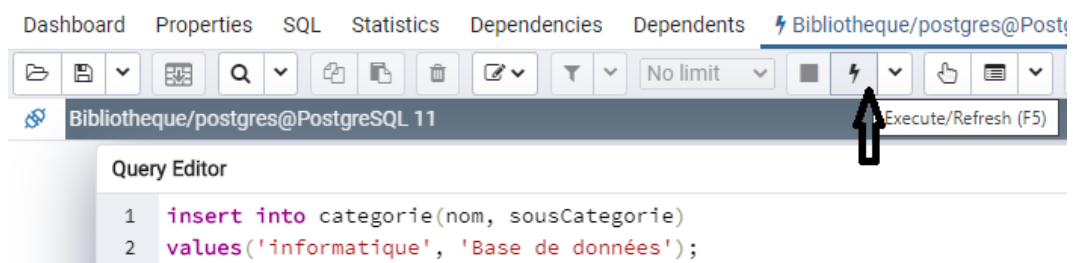 Dashboard Properties SQL Statistics Dependencies Dependents Bibliotheque/postgres@Post
No limit
Bibliotheque/postgres@PostgreSQL 11
Execute/Refresh (F5)
Query Editor
1 insert into categorie(nom, sousCategorie)
2 values('informatique', 'Base de données');